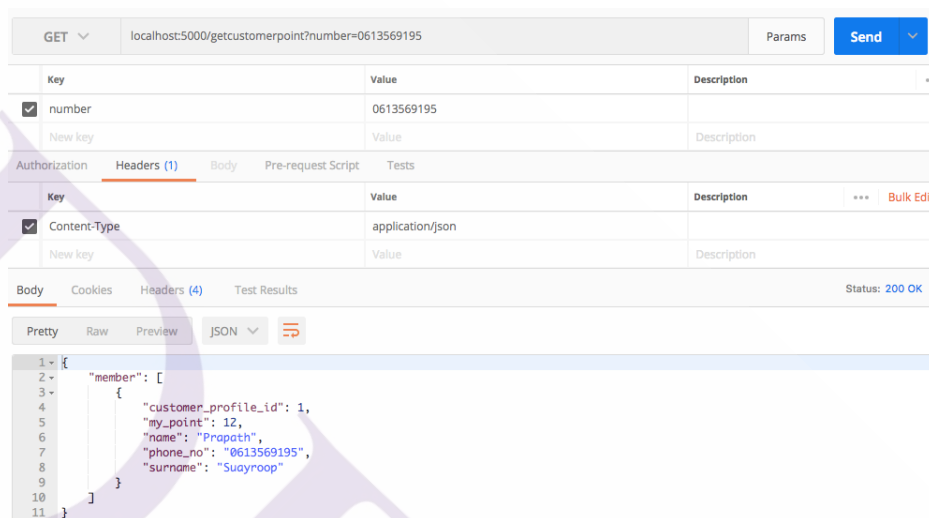 GET localhost:5000/getcustomerpoint?number=0613569195 Params Send
Key Value Description
number 0613569195
New key Value Description
Authorization Headers (1) Body Pre-request Script Tests
Key Value Description ••• Bulk Edi
Content-Type application/json
New key Value Description
Body Cookies Headers (4) Test Results Status: 200 OK
Pretty Raw Preview JSON
1 {
2 "member": [
3 {
4 "customer_profile_id": 1,
5 "my_point": 12,
6 "name": "Prapath",
7 "phone_no": "0613569195",
8 "surname": "Suayroop"
9 }
10 ]
11 }